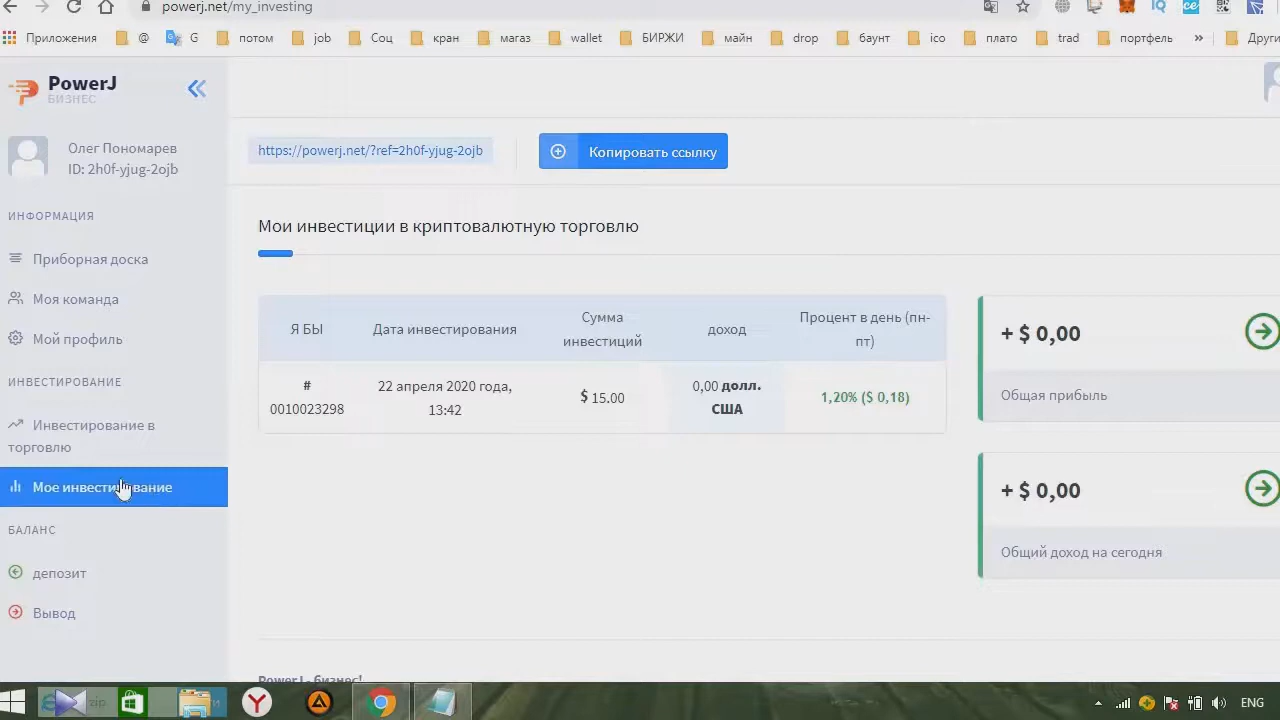 powerj.net/my_investing
Приложения @ G потом job Соц кран магаз wallet БИРЖИ майн drop баунт ico плато trad портфель » Други
PowerJ
БИЗНЕС
Олег Пономарев
ID: 2h0f-yjug-2ojb
https://powerj.net/?ref=2h0f-yjug-2ojb
Копировать ссылку
ИНФОРМАЦИЯ
Приборная доска
Моя команда
Мой профиль
ИНВЕСТИРОВАНИЕ
Инвестирование в
торговлю
Мое инвестирование
БАЛАНС
депозит
Вывод
Мои инвестиции в криптовалютную торговлю
Я БЫ
Дата инвестирования
Сумма
инвестиций
доход
Процент в день (пн-
пт)
#
0010023298
22 апреля 2020 года,
13:42
$ 15.00
0,00 долл.
США
1,20% ($ 0,18)
+ $ 0,00
Общая прибыль
+ $ 0,00
Общий доход на сегодня
PowerJ - бизнес!
ENG